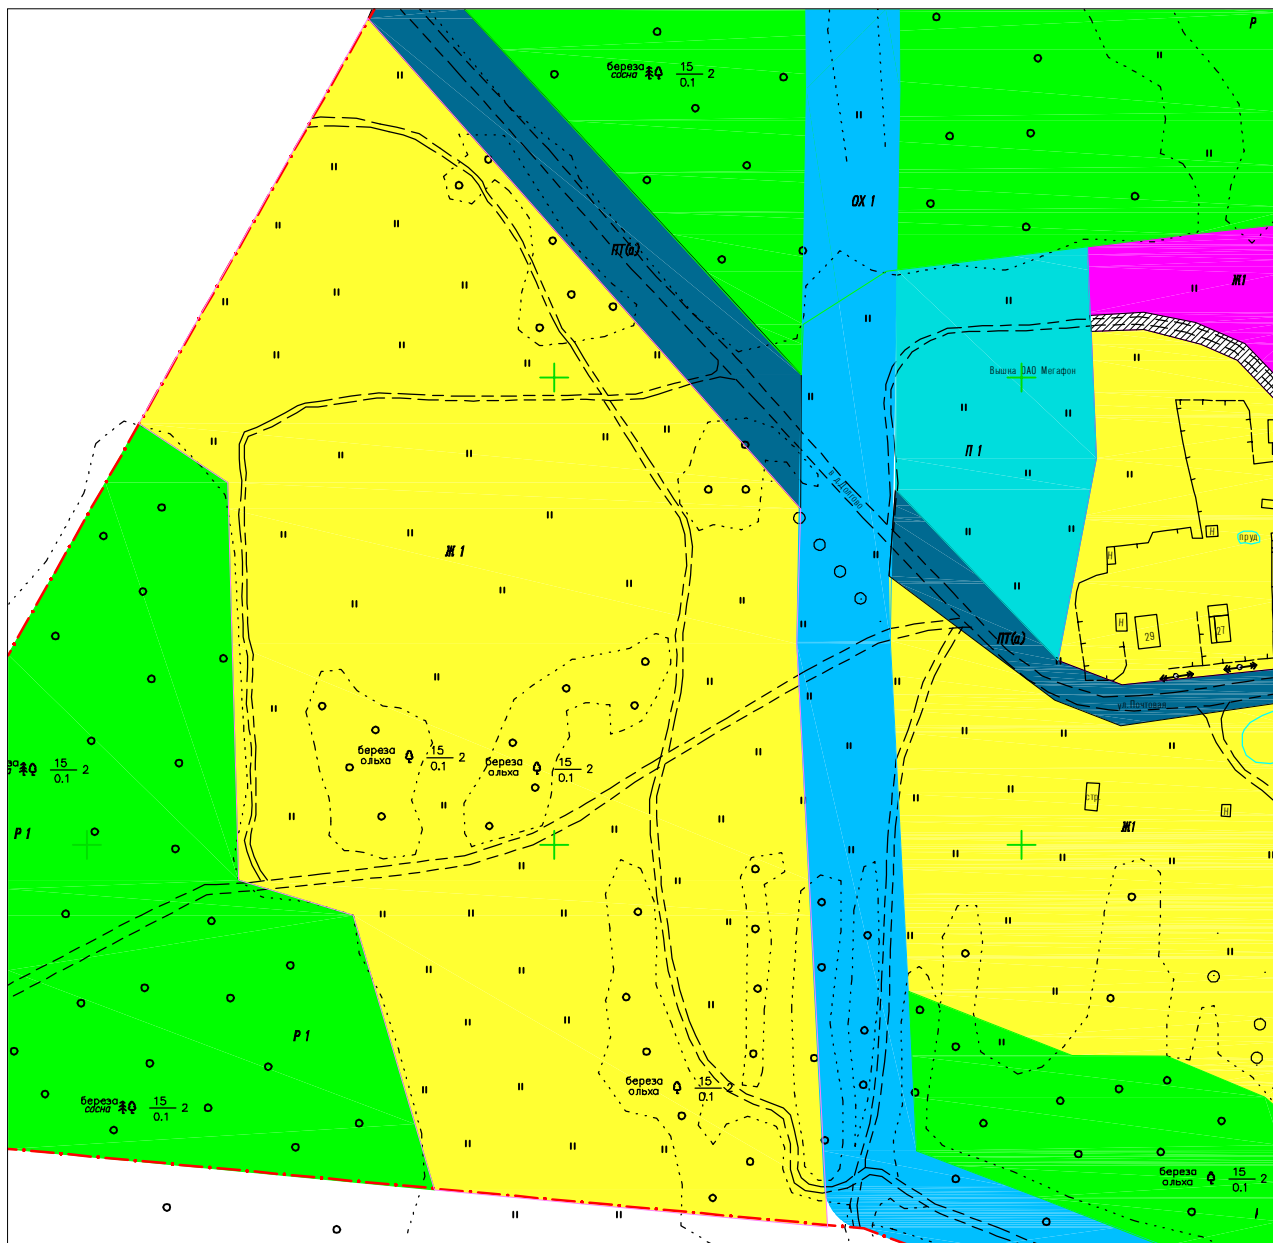 Р
береза
сосна
15
0.1
2
ОХ 1
ПТ(а)
Ж1
Вышка ОАО Мегафон
П 1
в д.Долгово
Ж 1
Н
пруд
Н
Н
29
27
ПТ(а)
ул.Почтовая
береза
ольха
15
0.1
2
береза
ольха
15
0.1
2
15
0.1
2
стр.
Н
Р 1
Ж1
Р 1
береза
сосна
15
0.1
2
береза
ольха
15
0.1
2
береза
ольха
15
0.1
2